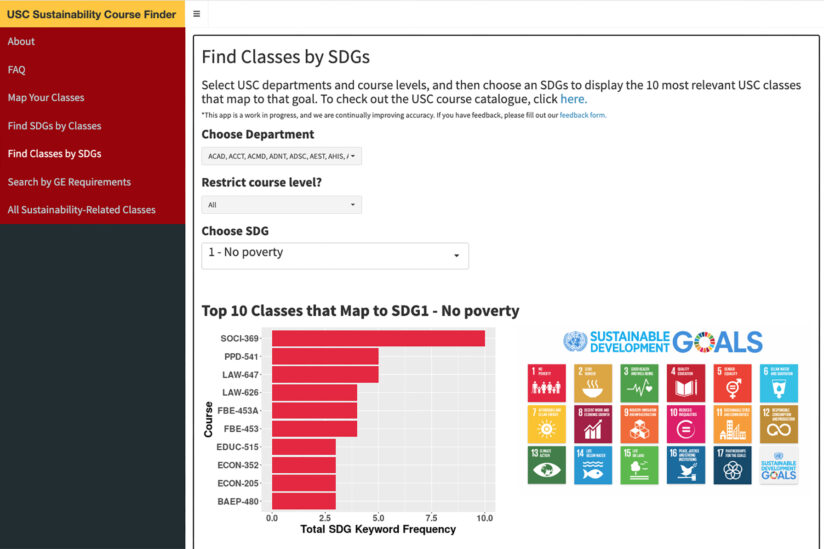 USC Sustainability Course Finder
About
FAQ
Map Your Classes
Find SDGs by Classes
Find Classes by SDGs
Search by GE Requirements
All Sustainability-Related Classes
Find Classes by SDGs
Select USC departments and course levels, and then choose an SDGs to display the 10 most relevant USC classes
that map to that goal. To check out the USC course catalogue, click here.
*This app is a work in progress, and we are continually improving accuracy. If you have feedback, please fill out our feedback form.
Choose Department
ACAD, ACCT, ACMD, ADNT, ADSC, AEST, AHIS,
Restrict course level?
All
Choose SDG
1 - No poverty
Top 10 Classes that Map to SDG1 - No poverty
SOCI-369
PPD-541
LAW-647
LAW-626
FBE-453A
FBE-453
EDUC-515
ECON-352
ECON-205
BAEP-480
Course
0.0 2.5 5.0 7.5 10.0
Total SDG Keyword Frequency
SUSTAINABLE
DEVELOPMENT
GOALS
1 NO POVERTY
2 ZERO HUNGER
3 GOOD HEALTH AND WELL-BEING
4 QUALITY EDUCATION
5 GENDER EQUALITY
6 CLEAN WATER AND SANITATION
7 AFFORDABLE AND CLEAN ENERGY
8 DECENT WORK AND ECONOMIC GROWTH
9 INDUSTRY, INNOVATION AND INFRASTRUCTURE
10 REDUCED INEQUALITIES
11 SUSTAINABLE CITIES AND COMMUNITIES
12 RESPONSIBLE CONSUMPTION AND PRODUCTION
13 CLIMATE ACTION
14 LIFE BELOW WATER
15 LIFE ON LAND
16 PEACE, JUSTICE AND STRONG INSTITUTIONS
17 PARTNERSHIPS FOR THE GOALS
SUSTAINABLE
DEVELOPMENT
GOALS